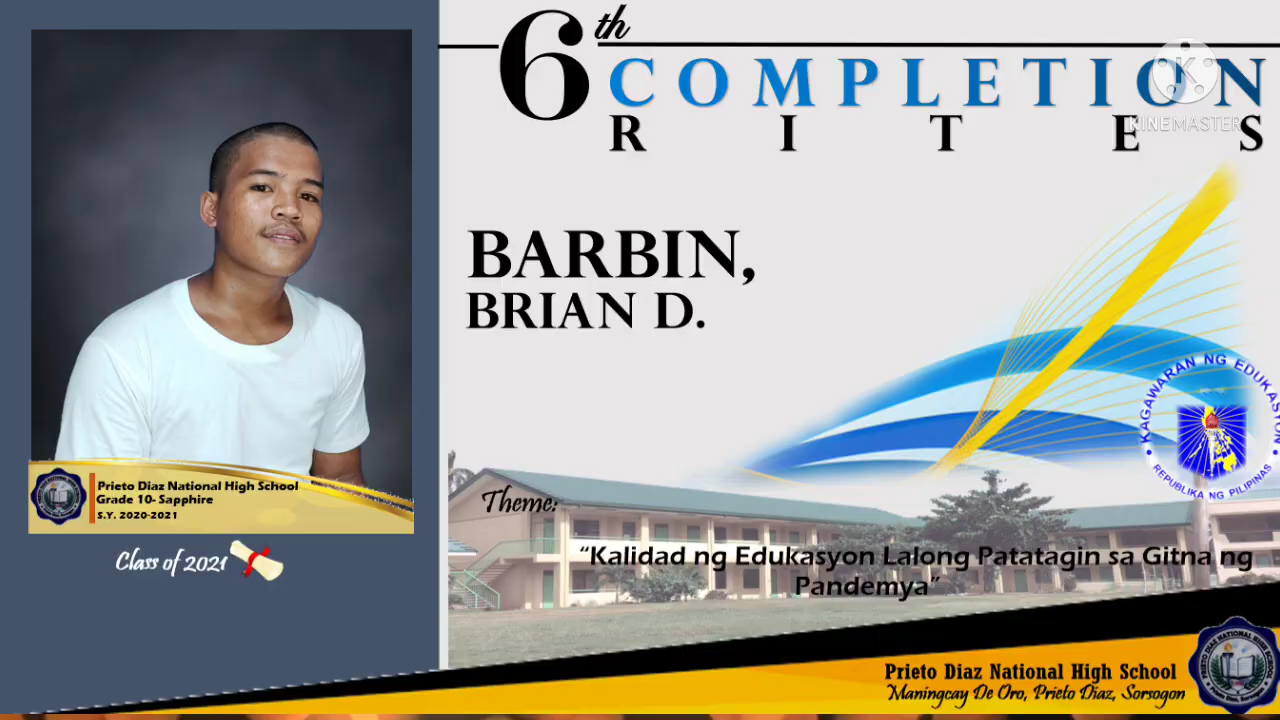 6th
COMPLETION
RITES
KINEMASTER
BARBIN,
BRIAN D.
KAGAWARAN NG EDUKASYON
REPUBLIKA NG PILIPINAS
Prieto Diaz National High School
Grade 10- Sapphire
S.Y. 2020-2021
Class of 2021
Theme:
“Kalidad ng Edukasyon Lalong Patatagin sa Gitna ng
Pandemya”
Prieto Diaz National High School
Maningcay De Oro, Prieto Diaz, Sorsogon